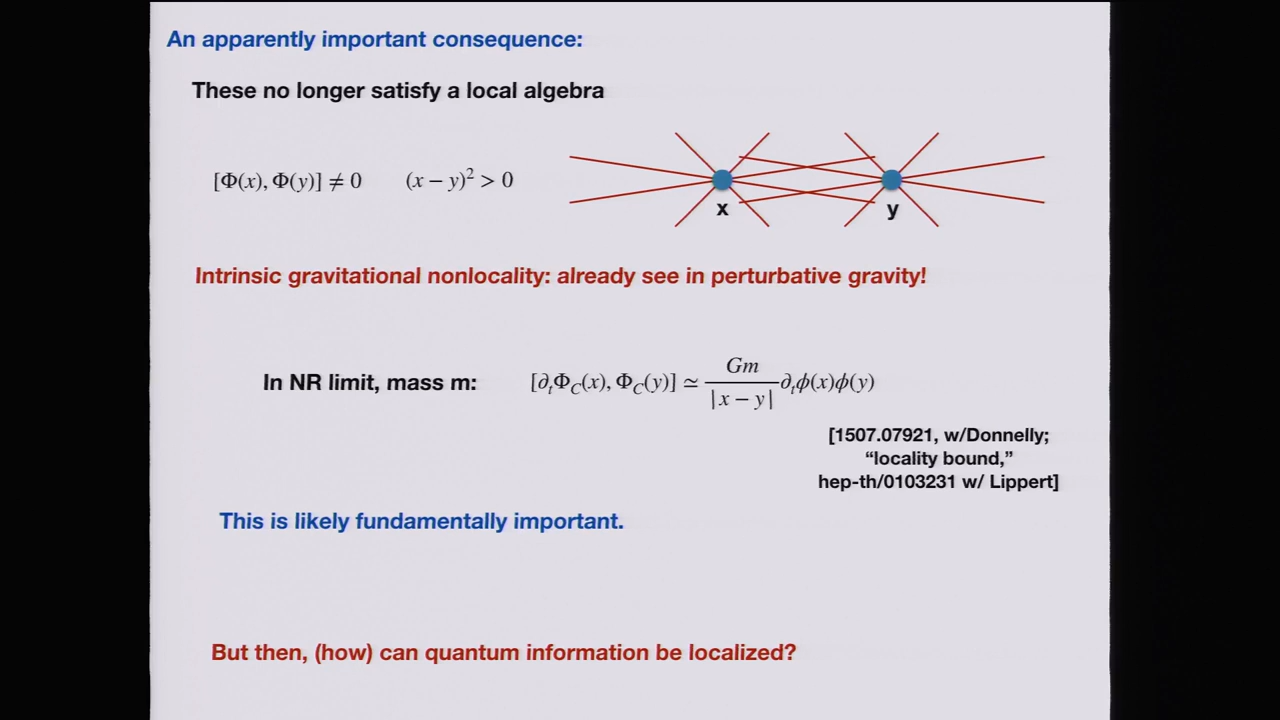 An apparently important consequence:
These no longer satisfy a local algebra
[Φ(x), Φ(y)] ≠ 0 (x − y)² > 0
x y
Intrinsic gravitational nonlocality: already see in perturbative gravity!
In NR limit, mass m: [∂ₜΦ_C(x), Φ_C(y)] ≃ Gm / |x − y| ∂ₜϕ(x)ϕ(y)
[1507.07921, w/Donnelly;
“locality bound,”
hep-th/0103231 w/ Lippert]
This is likely fundamentally important.
But then, (how) can quantum information be localized?